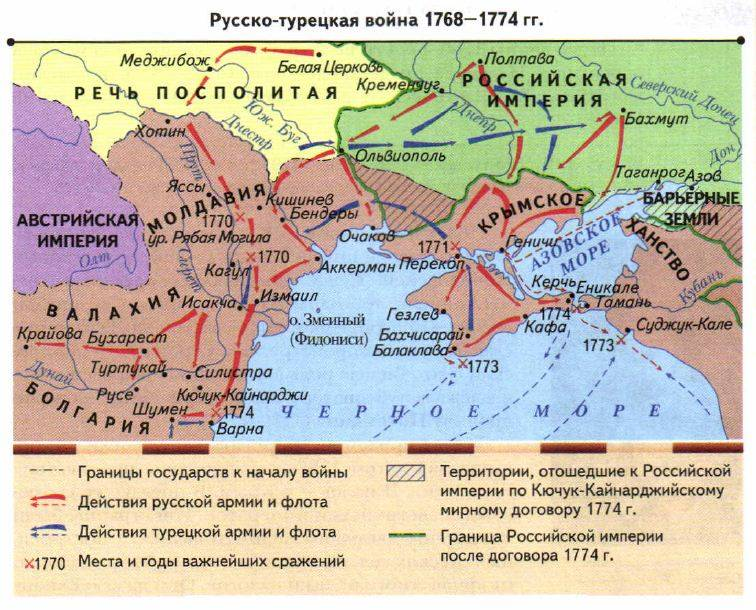 Русско-турецкая война 1768—1774 гг.
Меджибож
Белая Церковь
Полтава
РЕЧЬ ПОСПОЛИТАЯ
Кременчуг
РОССИЙСКАЯ
ИМПЕРИЯ
Северский Донец
Хотин
Днестр
Юж. Буг
Днепр
Бахмут
Дон
Ольвиополь
Прут
Таганрог
Азов
Яссы
МОЛДАВИЯ
Кишинев
КРЫМСКОЕ
БАРЬЕРНЫЕ
ЗЕМЛИ
АВСТРИЙСКАЯ
ИМПЕРИЯ
1770
Бендеры
ур. Рябая Могила
Очаков
1771
Геничи
АЗОВСКОЕ
МОРЕ
ХАНСТВО
Олт
Серет
1770
Кагул
Аккерман
Перекоп
Кубань
ВАЛАХИЯ
Исакча
Измаил
Керчь
Еникале
Гезлев
1774
Тамань
Крайова
Бухарест
о. Змеиный
(Фидониси)
Бахчисарай
Кафа
Суджук-Кале
Балаклава
1773
1773
Дунай
Туртукай
Силистра
Русе
Кючук-Кайнарджи
БОЛГАРИЯ
Шумен
1774
Варна
ЧЕРНОЕ МОРЕ
Границы государств к началу войны
Действия русской армии и флота
Действия турецкой армии и флота
1770 Места и годы важнейших сражений
Территории, отошедшие к Российской
империи по Кючук-Кайнарджийскому
мирному договору 1774 г.
Граница Российской империи
после договора 1774 г.